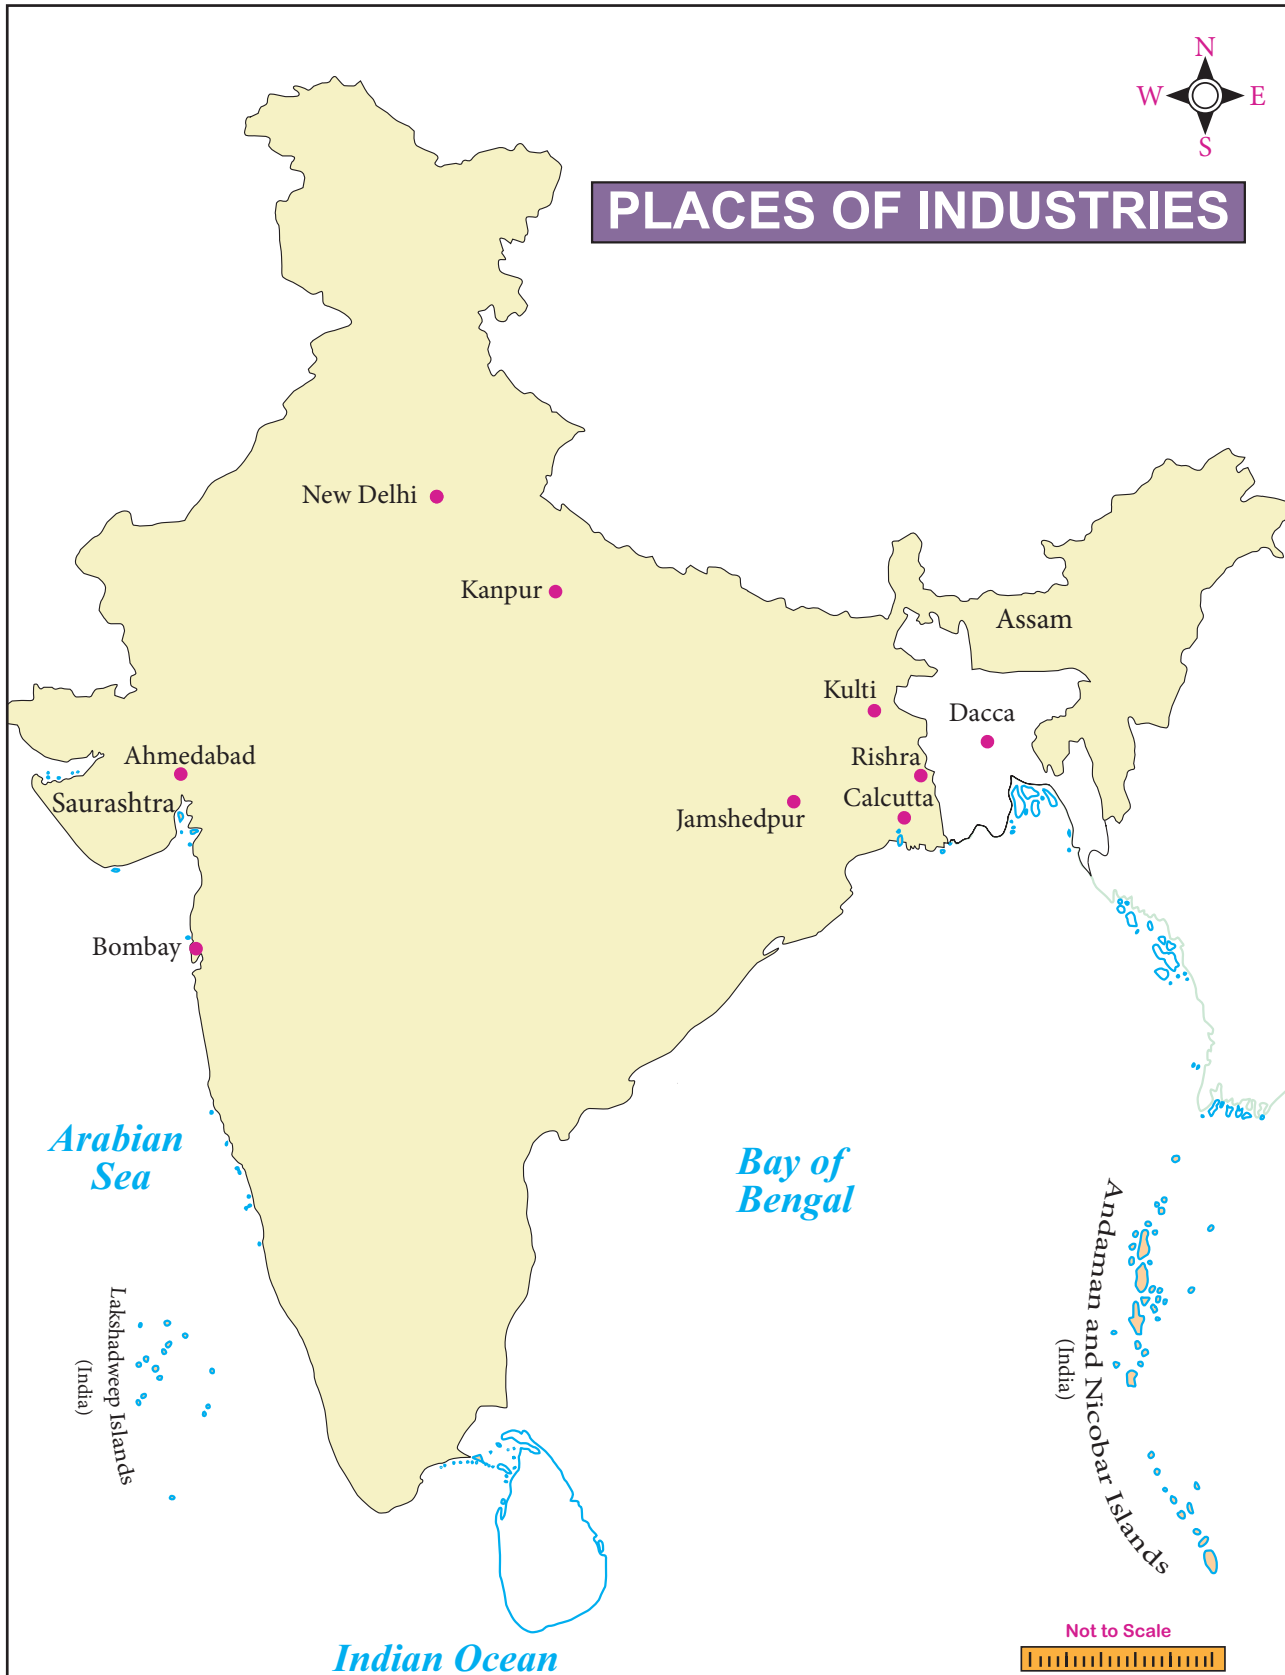 N
W E
S
PLACES OF INDUSTRIES
New Delhi
Kanpur
Assam
Kulti
Dacca
Ahmedabad
Rishra
Saurashtra
Calcutta
Jamshedpur
Bombay
Arabian
Sea
Bay of
Bengal
Lakshadweep Islands
(India)
Andaman and Nicobar Islands
(India)
Indian Ocean
Not to Scale